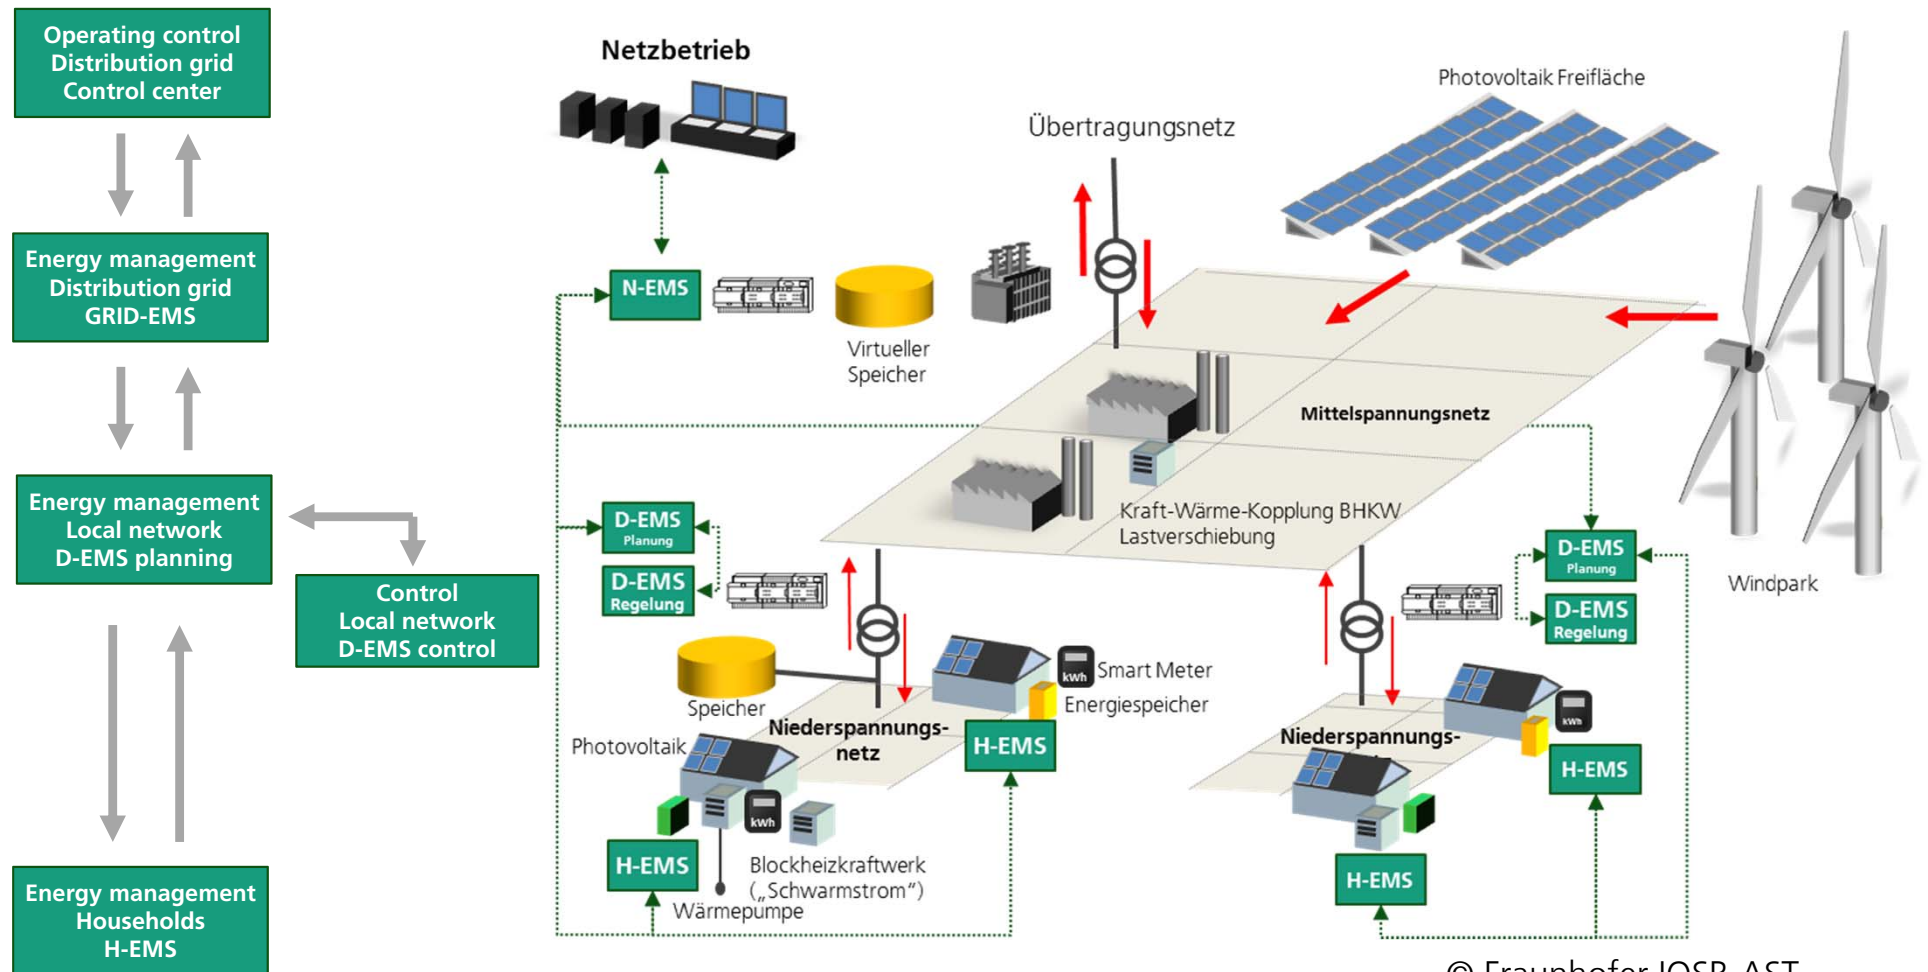 Operating control
Distribution grid
Control center
Energy management
Distribution grid
GRID-EMS
Energy management
Local network
D-EMS planning
Control
Local network
D-EMS control
Energy management
Households
H-EMS
Netzbetrieb
N-EMS
Virtueller
Speicher
Übertragungsnetz
Photovoltaik Freifläche
Mittelspannungsnetz
Kraft-Wärme-Kopplung BHKW
Lastverschiebung
Windpark
D-EMS
Planung
D-EMS
Regelung
Speicher
Photovoltaik
Niederspannungs-
netz
kWh
Smart Meter
Energiespeicher
H-EMS
kWh
H-EMS
Blockheizkraftwerk
(„Schwarmstrom“)
Wärmepumpe
D-EMS
Planung
D-EMS
Regelung
Niederspannungs-
kWh
H-EMS
H-EMS
© Fraunhofer IOSB-AST